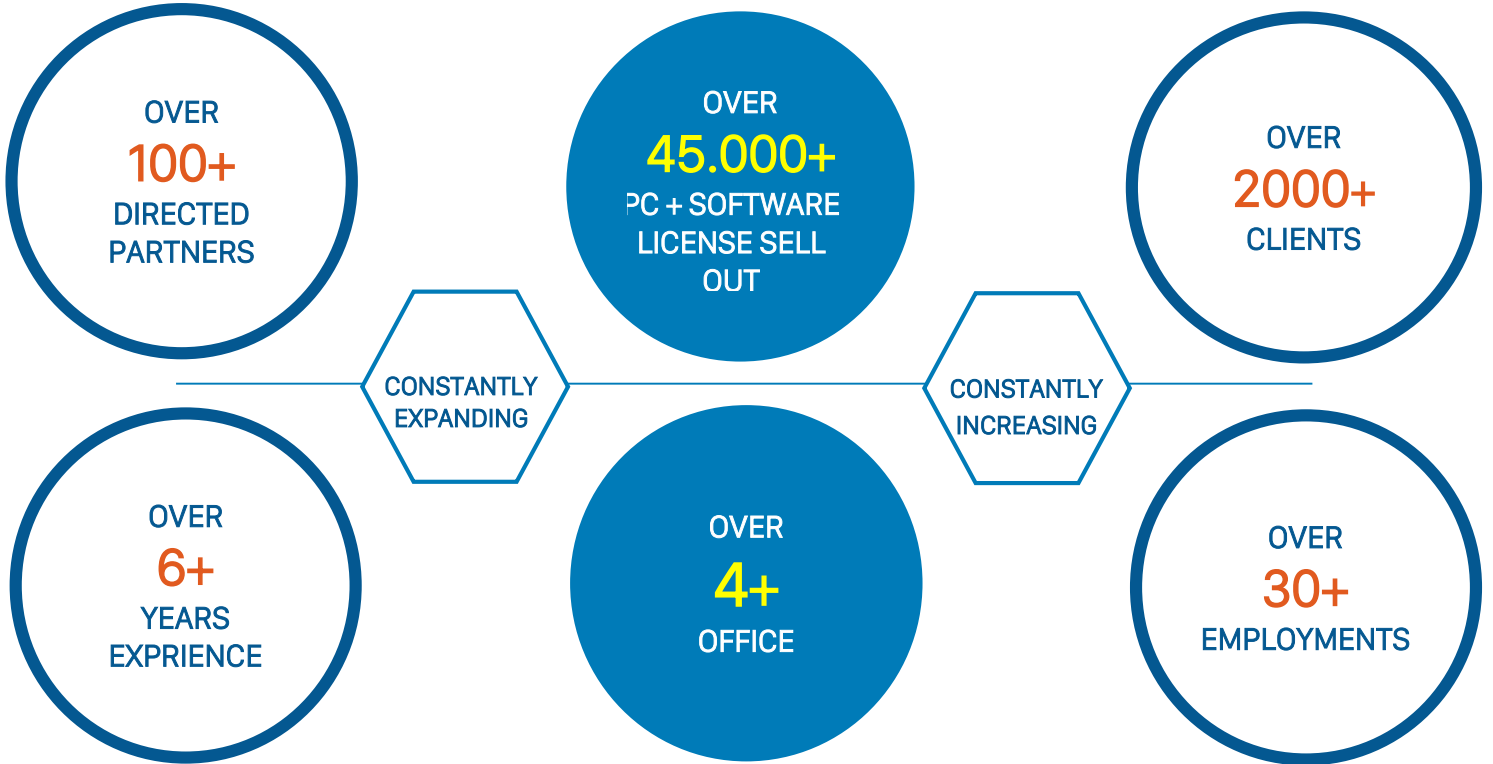 OVER
100+
DIRECTED
PARTNERS
OVER
45.000+
PC + SOFTWARE
LICENSE SELL
OUT
OVER
2000+
CLIENTS
CONSTANTLY
EXPANDING
CONSTANTLY
INCREASING
OVER
6+
YEARS
EXPRIENCE
OVER
4+
OFFICE
OVER
30+
EMPLOYMENTS